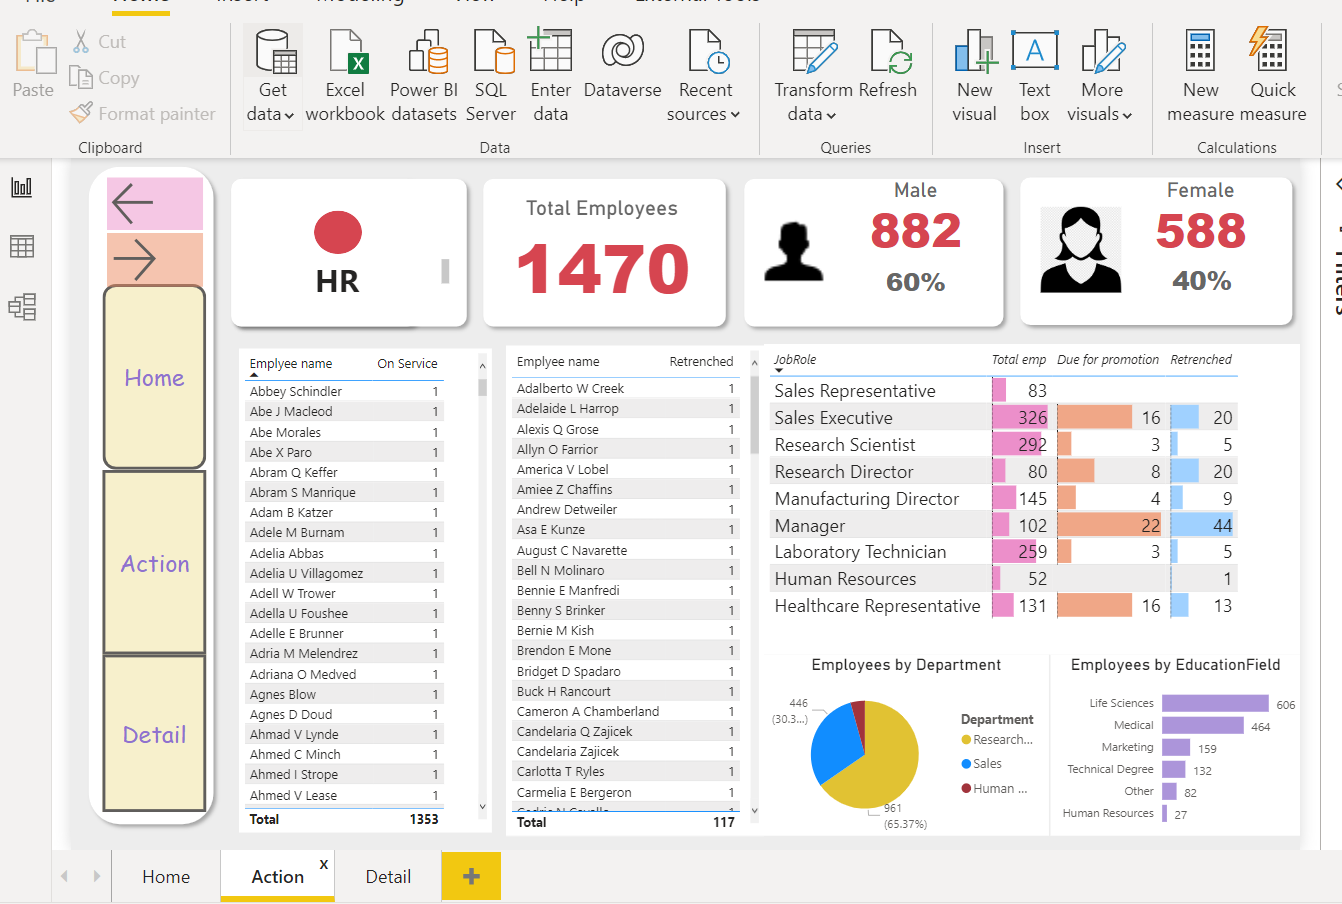 Home
Insert
Modeling
View
Help
External Tools
Paste
Cut
Copy
Format painter
Clipboard
Get data
Excel workbook
Power BI datasets
SQL Server
Enter data
Dataverse
Recent sources
Data
Transform data
Refresh
Queries
New visual
Text box
More visuals
Insert
New measure
Quick measure
Calculations
Home
Action
Detail
HR
Total Employees
1470
Male
882
60%
Female
588
40%
Emplyee name On Service
Abbey Schindler 1
Abe J Macleod 1
Abe Morales 1
Abe X Paro 1
Abram Q Keffer 1
Abram S Manrique 1
Adam B Katzer 1
Adele M Burnam 1
Adelia Abbas 1
Adelia U Villagomez 1
Adell W Trower 1
Adella U Foushee 1
Adelle E Brunner 1
Adria M Melendrez 1
Adriana O Medved 1
Agnes Blow 1
Agnes D Doud 1
Ahmad V Lynde 1
Ahmed C Minch 1
Ahmed I Strope 1
Ahmed V Lease 1
Total 1353
Emplyee name Retrenched
Adalberto W Creek 1
Adelaide L Harrop 1
Alexis Q Grose 1
Allyn O Farrior 1
America V Lobel 1
Amiee Z Chaffins 1
Andrew Detweiler 1
Asa E Kunze 1
August C Navarette 1
Bell N Molinaro 1
Bennie E Manfredi 1
Benny S Brinker 1
Bernie M Kish 1
Brendon E Mone 1
Bridget D Spadaro 1
Buck H Rancourt 1
Cameron A Chamberland 1
Candelaria Q Zajicek 1
Candelaria Zajicek 1
Carlotta T Ryles 1
Carmelia E Bergeron 1
Total 117
JobRole Total emp Due for promotion Retrenched
Sales Representative 83
Sales Executive 326 16 20
Research Scientist 292 3 5
Research Director 80 8 20
Manufacturing Director 145 4 9
Manager 102 22 44
Laboratory Technician 259 3 5
Human Resources 52 1
Healthcare Representative 131 16 13
Employees by Department
446
(30.3...)
961
(65.37%)
Department
Research...
Sales
Human ...
Employees by EducationField
Life Sciences 606
Medical 464
Marketing 159
Technical Degree 132
Other 82
Human Resources 27
Filters
Home
Action x
Detail